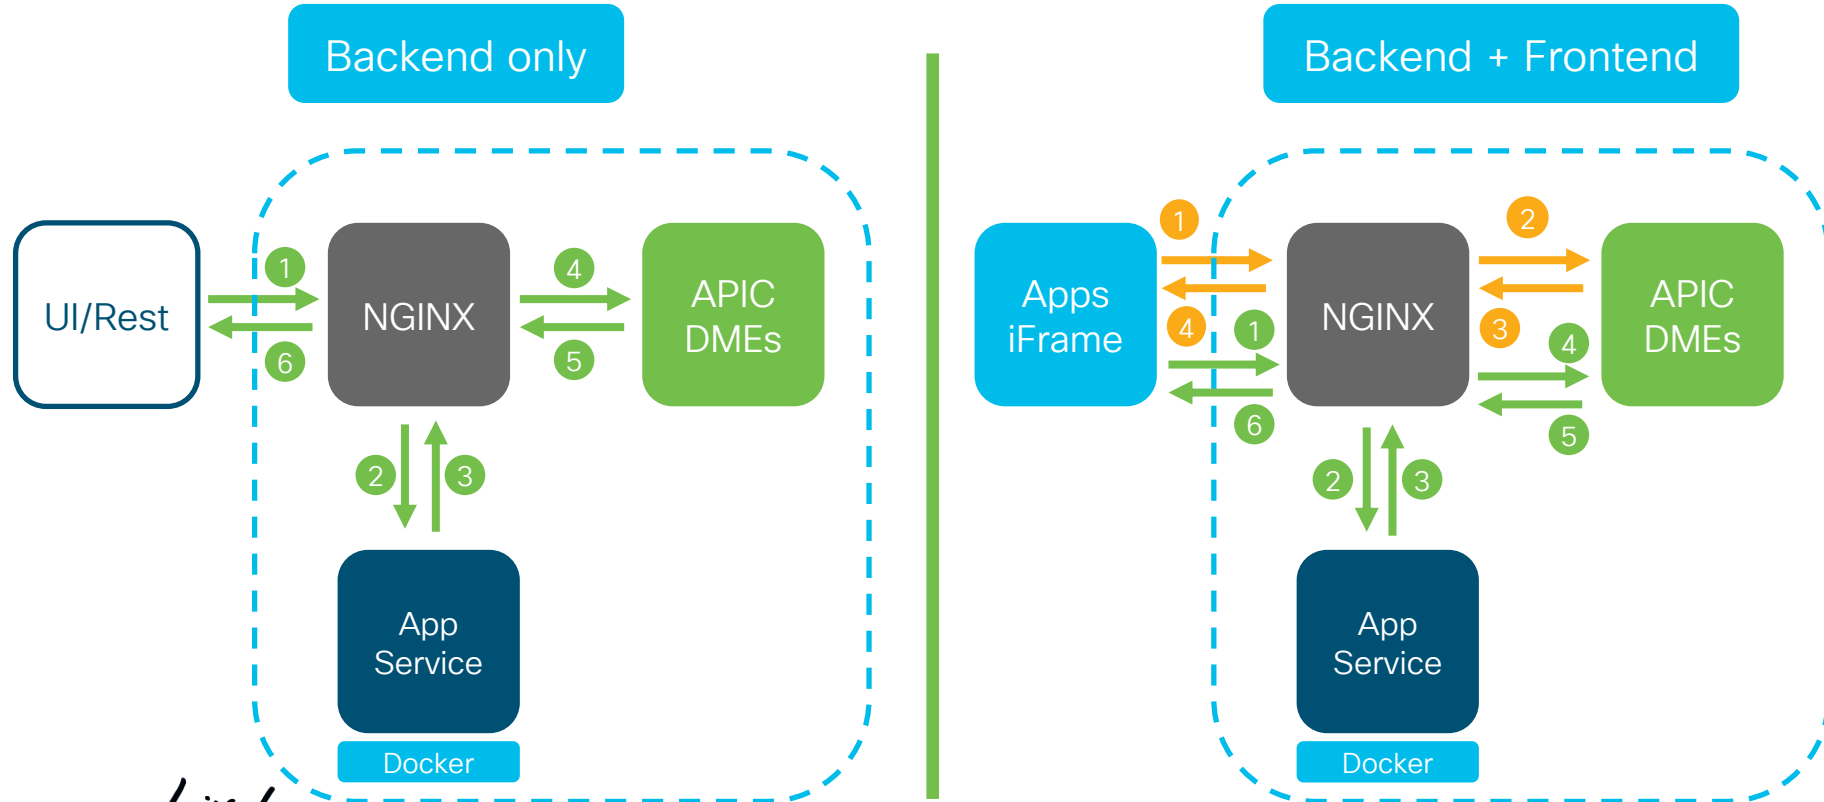 Backend only
Backend + Frontend
UI/Rest
1
6
NGINX
4
5
APIC
DMEs
2
3
App
Service
Docker
Apps
iFrame
1
4
1
6
NGINX
2
3
4
5
APIC
DMEs
2
3
App
Service
Docker